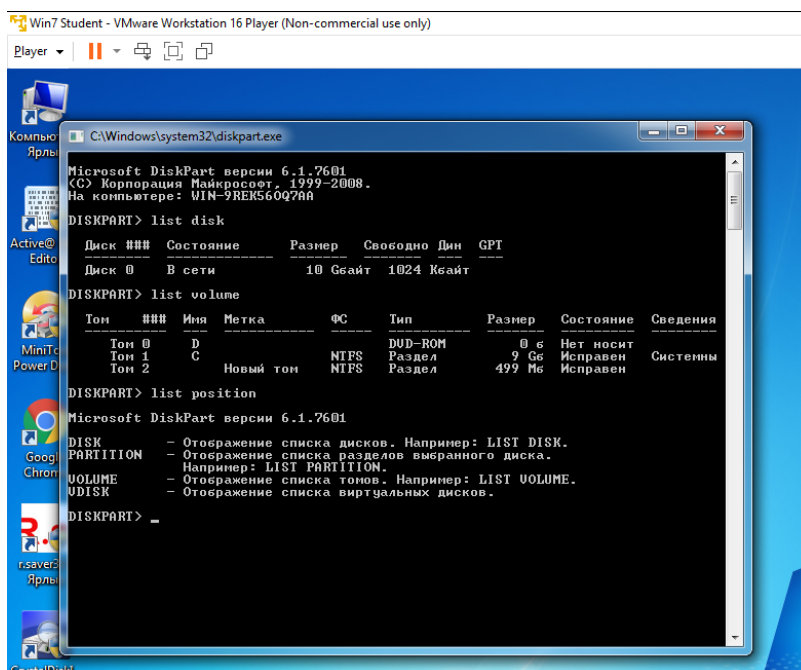 Win7 Student - VMware Workstation 16 Player (Non-commercial use only)
Player
C:\Windows\system32\diskpart.exe
Microsoft DiskPart версии 6.1.7601
(C) Корпорация Майкрософт, 1999-2008.
На компьютере: WIN-9REK56OQ7AA
DISKPART> list disk
Диск ### Состояние Размер Свободно Дин GPT
Диск 0 В сети 10 Gбайт 1024 Kбайт
DISKPART> list volume
Том ### Имя Метка ФС Тип Размер Состояние Сведения
Том 0 D DVD-ROM 0 б Нет носит
Том 1 C NTFS Раздел 9 Gб Исправен Системны
Том 2 Новый том NTFS Раздел 499 Mб Исправен
DISKPART> list position
Microsoft DiskPart версии 6.1.7601
DISK - Отображение списка дисков. Например: LIST DISK.
PARTITION - Отображение списка разделов выбранного диска.
Например: LIST PARTITION.
VOLUME - Отображение списка томов. Например: LIST VOLUME.
VDISK - Отображение списка виртуальных дисков.
DISKPART>
Компью
Ярлы
Active@
Edito
MiniTo
Power D
Googl
Chrom
r.saver3
Ярлы